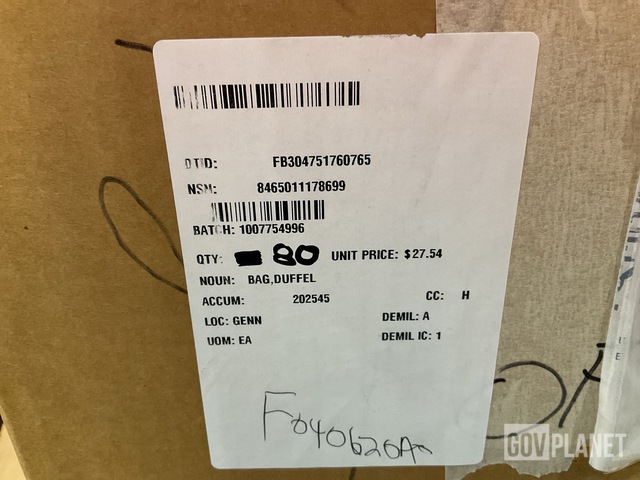 DTID: FB304751760765
NSN: 8465011178699
BATCH: 1007754996
QTY: 80 UNIT PRICE: $27.54
NOUN: BAG,DUFFEL
ACCUM: 202545 CC: H
LOC: GENN DEMIL: A
UOM: EA DEMIL IC: 1
F040620A
GOVPLANET